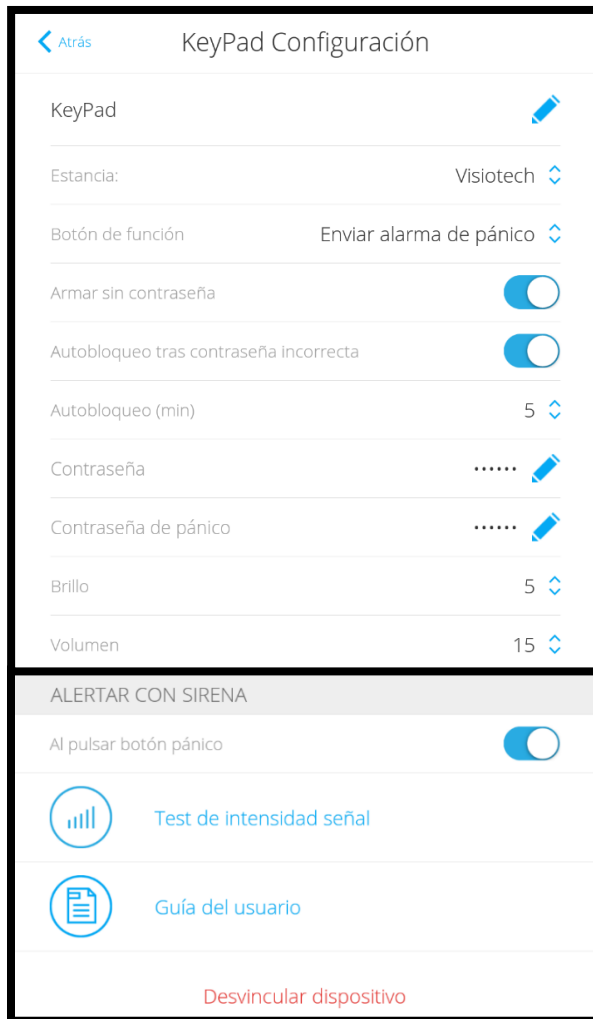 Atrás KeyPad Configuración
KeyPad
Estancia: Visiotech
Botón de función Enviar alarma de pánico
Armar sin contraseña
Autobloqueo tras contraseña incorrecta
Autobloqueo (min) 5
Contraseña ······
Contraseña de pánico ······
Brillo 5
Volumen 15
ALERTAR CON SIRENA
Al pulsar botón pánico
Test de intensidad señal
Guía del usuario
Desvincular dispositivo